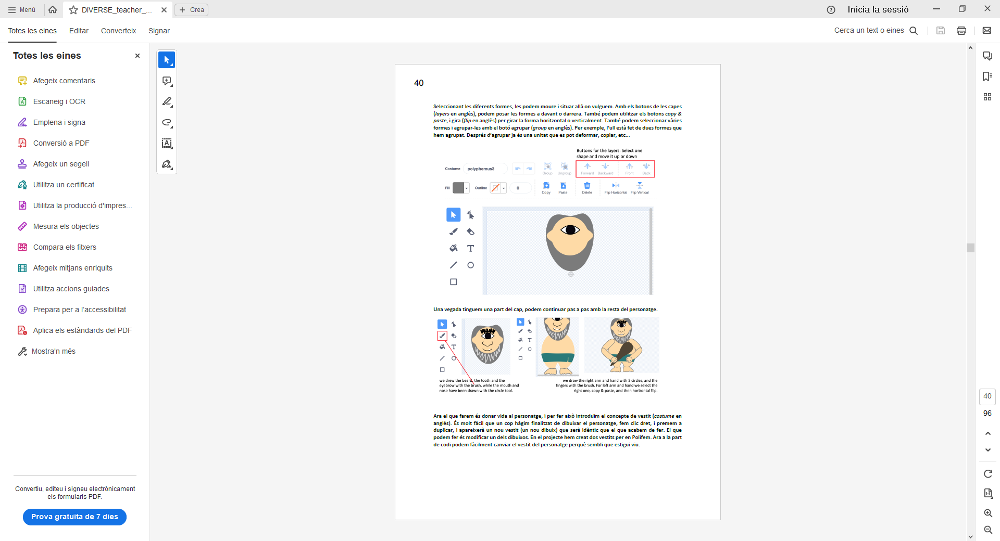 Menú
DIVERSE_teacher_...
Crea
Inicia la sessió
Totes les eines
Editar
Converteix
Signar
Cerca un text o eines
Totes les eines
Afegeix comentaris
Escaneig i OCR
Emplena i signa
Conversió a PDF
Afegeix un segell
Utilitza un certificat
Utilitza la producció d'impres...
Mesura els objectes
Compara els fitxers
Afegeix mitjans enriquits
Utilitza accions guiades
Prepara per a l'accessibilitat
Aplica els estàndards del PDF
Mostra'n més
Convertiu, editeu i signeu electrònicament
els formularis PDF.
Prova gratuïta de 7 dies
40
Seleccionant les diferents formes, les podem moure i situar allà on vulguem. Amb els botons de les capes
(layers en anglès), podem posar les formes a davant o darrera. També podem utilitzar els botons copy &
paste, i gira (flip en anglès) per girar la forma horitzontal o verticalment. També podem seleccionar vàries
formes i agrupar-les amb el botó agrupar (group en anglès). Per exemple, l'ull està fet de dues formes que
hem agrupat. Després d'agrupar ja és una unitat que es pot deformar, copiar, etc...
Buttons for the layers: Select one
shape and move it up or down
Costume
polyphemus3
Group
Ungroup
Forward
Backward
Front
Back
Fill
Outline
0
Copy
Paste
Delete
Flip Horizontal
Flip Vertical
Una vegada tinguem una part del cap, podem continuar pas a pas amb la resta del personatge.
we drew the beard, the tooth and the
eyebrow with the brush, while the mouth and
nose have been drawn with the circle tool.
we draw the right arm and hand with 3 circles, and the
fingers with the brush. For left arm and hand we select the
right one, copy & paste, and then horizontal flip.
Ara el que farem és donar vida al personatge, i per fer això introduïm el concepte de vestit (costume en
anglès). És molt fàcil que un cop hàgim finalitzat de dibuixar el personatge, fem clic dret, i premem a
duplicar, i apareixerà un nou vestit (un nou dibuix) que serà idèntic que el que acabem de fer. El que
podem fer és modificar un dels dibuixos. En el projecte hem creat dos vestits per en Polifem. Ara a la part
de codi podem fàcilment canviar el vestit del personatge perquè sembli que estigui viu.
40
96
1:1